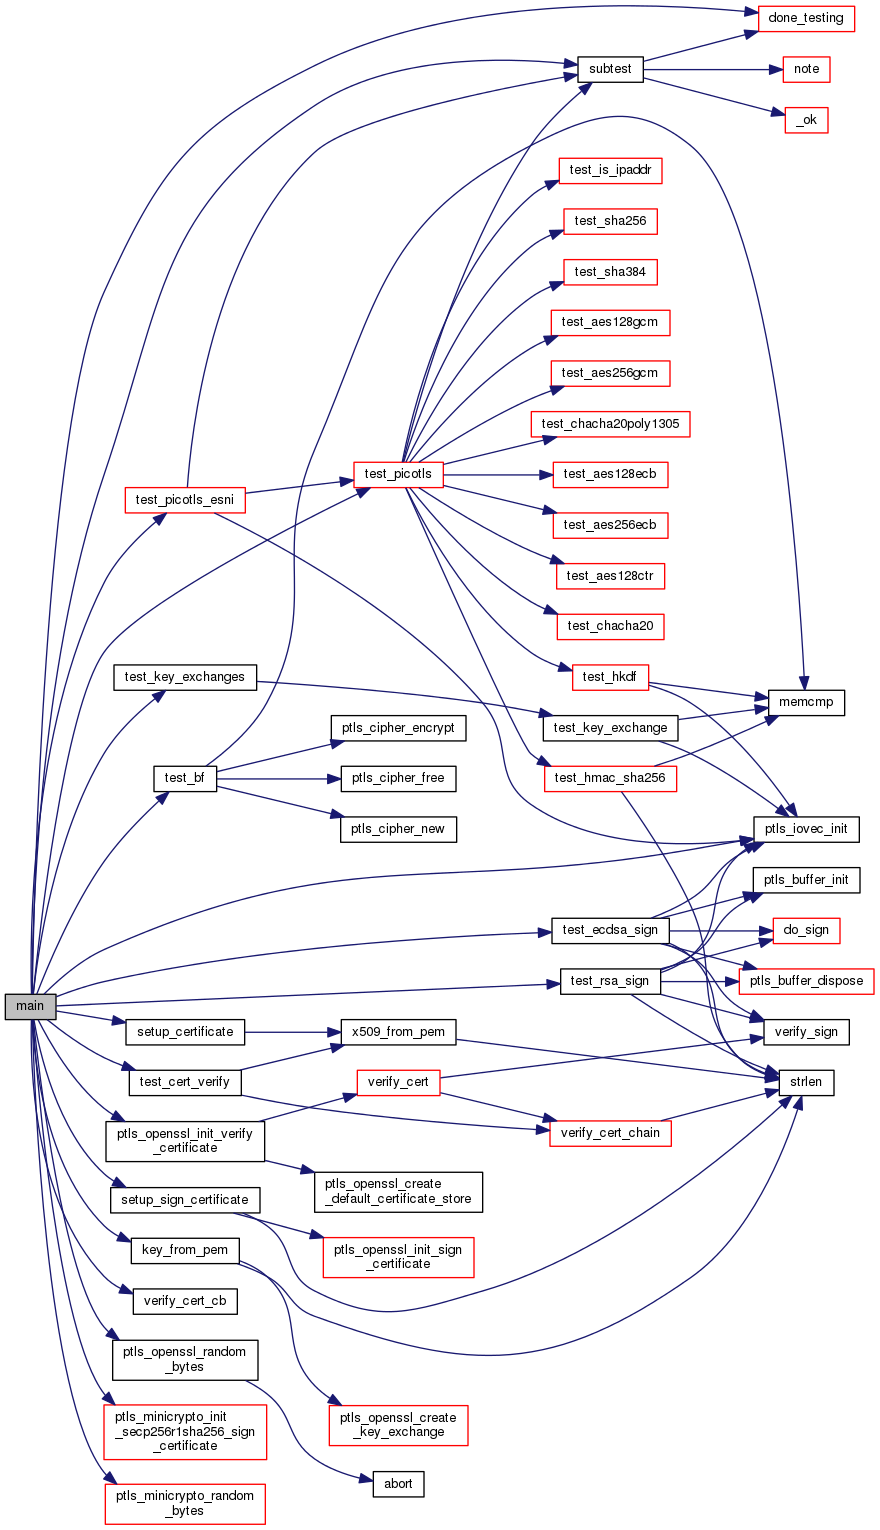 done_testing
subtest
note
_ok
test_is_ipaddr
test_sha256
test_sha384
test_aes128gcm
test_aes256gcm
test_chacha20poly1305
test_picotls
test_aes128ecb
test_picotls_esni
test_aes256ecb
test_aes128ctr
test_chacha20
test_key_exchanges
test_hkdf
memcmp
ptls_cipher_encrypt
test_key_exchange
test_bf
ptls_cipher_free
test_hmac_sha256
ptls_cipher_new
ptls_iovec_init
ptls_buffer_init
test_ecdsa_sign
do_sign
test_rsa_sign
ptls_buffer_dispose
main
setup_certificate
x509_from_pem
verify_sign
test_cert_verify
verify_cert
strlen
ptls_openssl_init_verify
_certificate
verify_cert_chain
ptls_openssl_create
_default_certificate_store
setup_sign_certificate
key_from_pem
ptls_openssl_init_sign
_certificate
verify_cert_cb
ptls_openssl_random
_bytes
ptls_minicrypto_init
_secp256r1sha256_sign
_certificate
ptls_openssl_create
_key_exchange
abort
ptls_minicrypto_random
_bytes